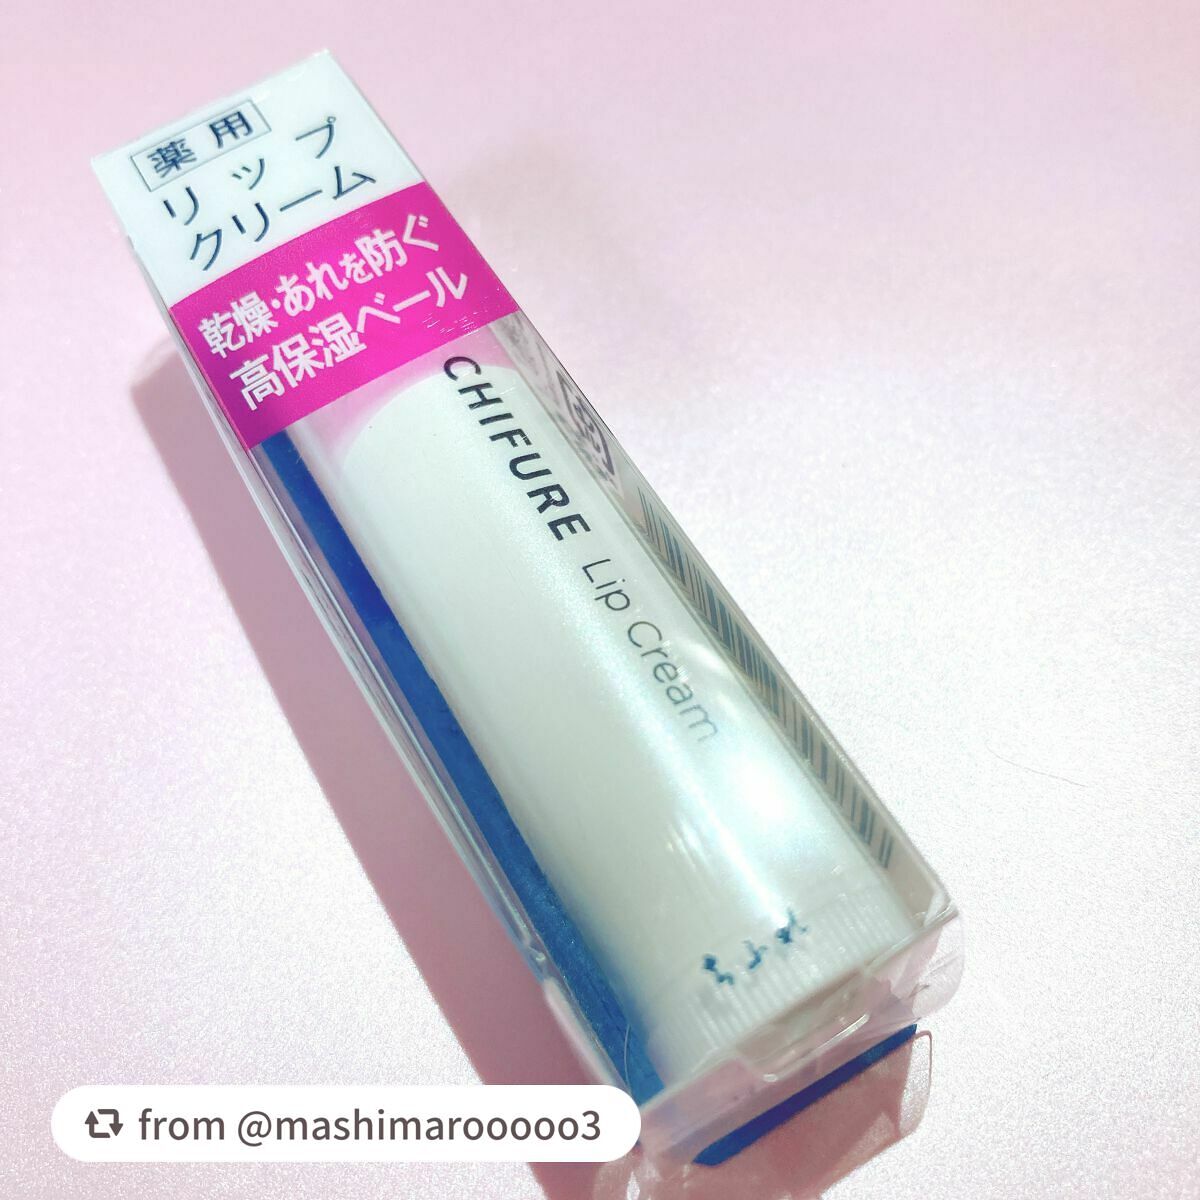 薬用
リップ
クリーム
乾燥・あれを防ぐ
高保湿ベール
CHIFURE Lip Cream
ちふれ
from @mashimarooooo3